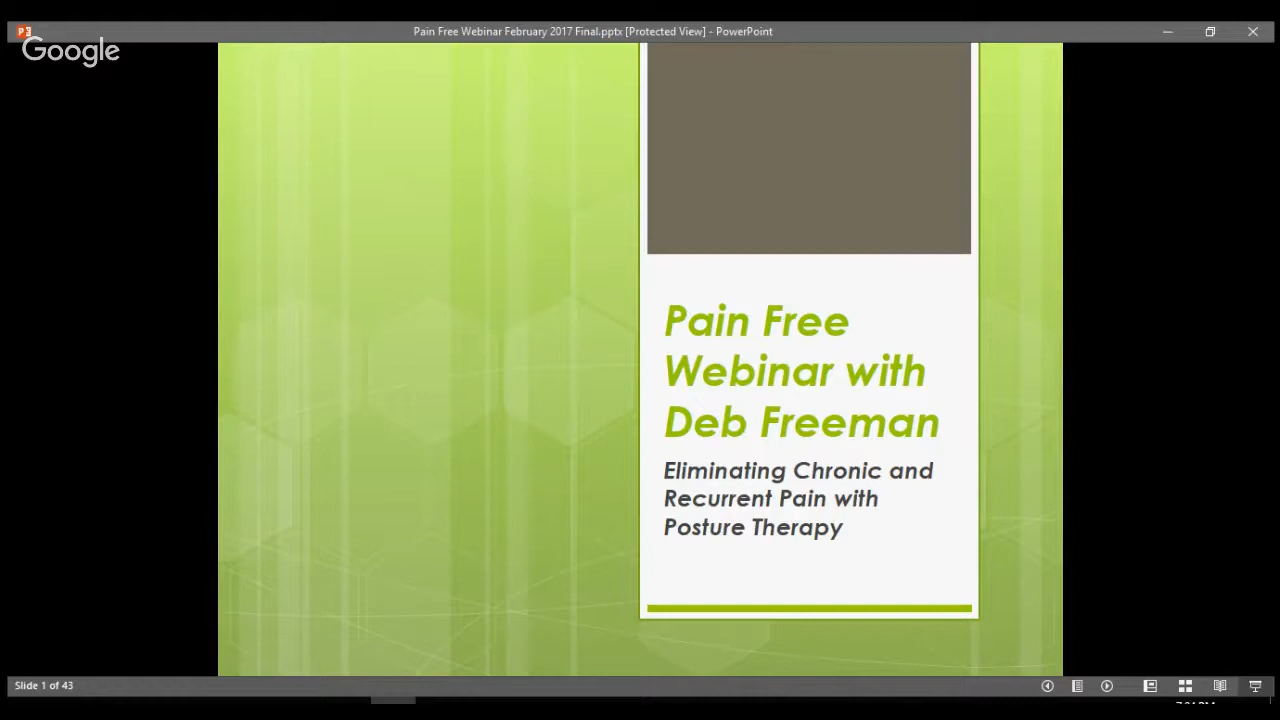 Pain Free Webinar February 2017 Final.pptx [Protected View] - PowerPoint
Google
Pain Free
Webinar with
Deb Freeman
Eliminating Chronic and
Recurrent Pain with
Posture Therapy
Slide 1 of 43